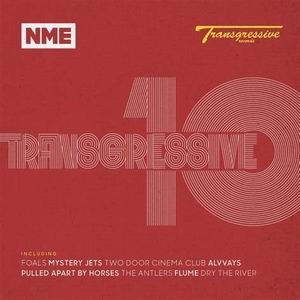 NME
Transgressive
records
10
TRANSGRESSIVE
INCLUDING
FOALS MYSTERY JETS TWO DOOR CINEMA CLUB ALVVAYS
PULLED APART BY HORSES THE ANTLERS FLUME DRY THE RIVER